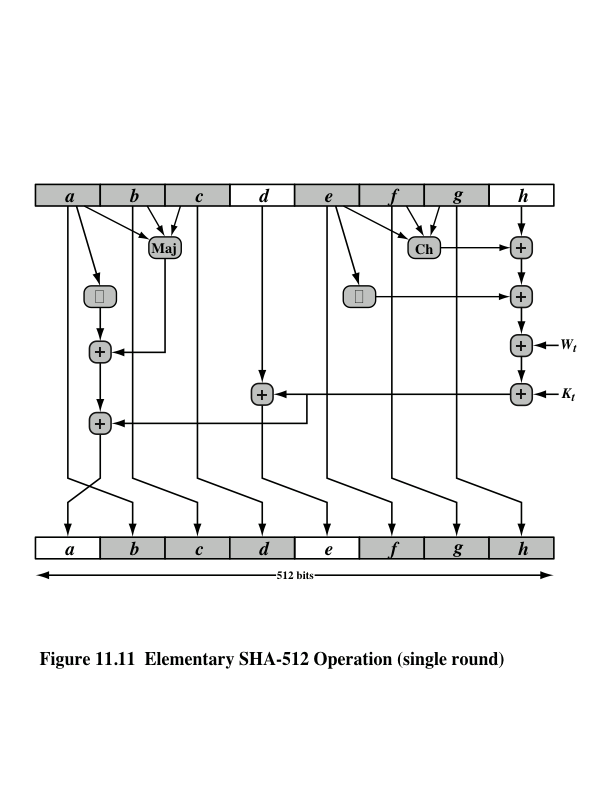 a b c d e f g h
Maj Ch +
+
+ + W_t
+ + K_t
+
a b c d e f g h
512 bits
Figure 11.11 Elementary SHA-512 Operation (single round)